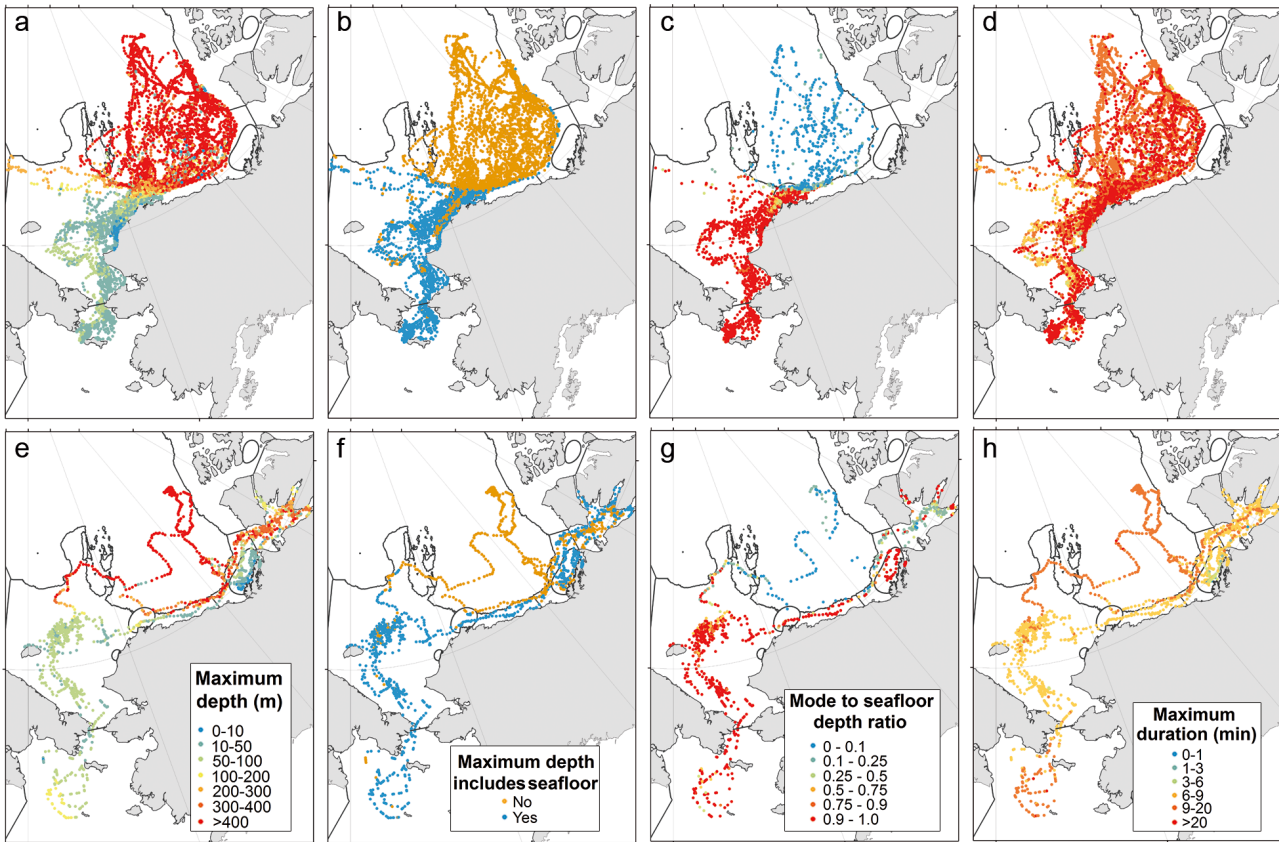 a
b
c
d
e
Maximum
depth (m)
0-10
10-50
50-100
100-200
200-300
300-400
>400
f
Maximum depth
includes seafloor
No
Yes
g
Mode to seafloor
depth ratio
0 - 0.1
0.1 - 0.25
0.25 - 0.5
0.5 - 0.75
0.75 - 0.9
0.9 - 1.0
h
Maximum
duration (min)
0-1
1-3
3-6
6-9
9-20
>20